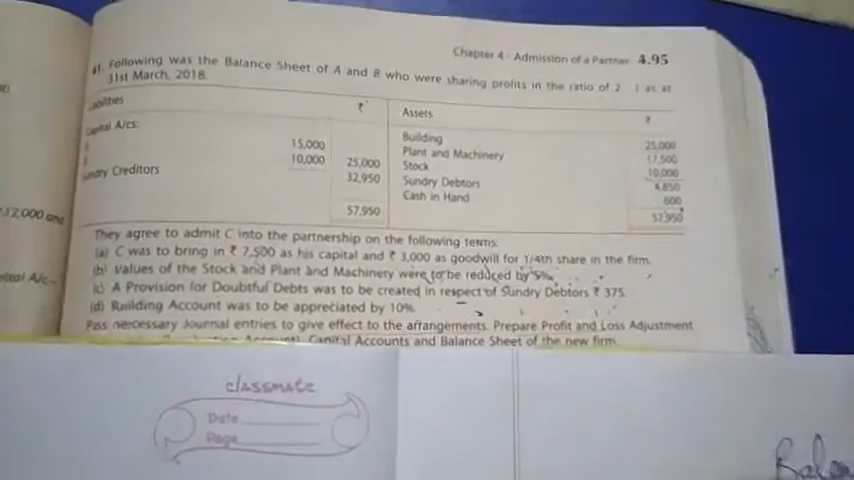 Chapter 4 Admission of a Partner 4.95
Following was the Balance Sheet of A and B who were sharing profits in the ratio of 2 1 as at
31st March, 2018.
₹ Assets ₹
Capital A/cs: Building 25,000
15,000 Plant and Machinery 17,500
10,000 25,000 Stock 10,000
Creditors 32,950 Sundry Debtors 4,850
Cash in Hand 600
57,950 57,950
They agree to admit C into the partnership on the following terms:
(a) C was to bring in ₹ 7,500 as his capital and ₹ 3,000 as goodwill for 1/4th share in the firm.
(b) Values of the Stock and Plant and Machinery were to be reduced by 5%.
(c) A Provision for Doubtful Debts was to be created in respect of Sundry Debtors ₹ 375.
(d) Building Account was to be appreciated by 10%.
Pass necessary Journal entries to give effect to the arrangements. Prepare Profit and Loss Adjustment
Capital Accounts and Balance Sheet of the new firm.
12,000 and
A/c
classmate
Date
Page